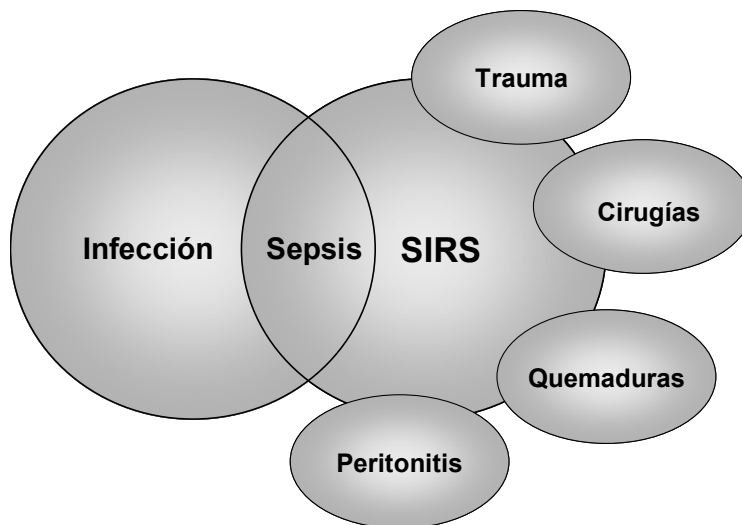 Trauma
Cirugías
Infección
Sepsis
SIRS
Quemaduras
Peritonitis